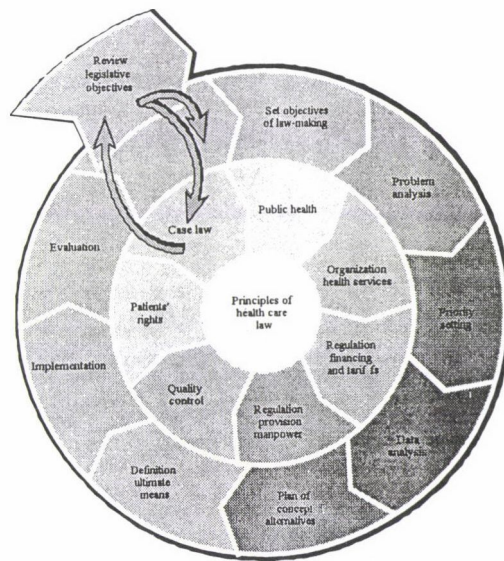 Review
legislative
objectives
Set objectives
of law-making
Problem
analysis
Priority
setting
Data
analysis
Plan of
concept
alternatives
Definition
ultimate
means
Implementation
Evaluation
Case law
Public health
Organization
health services
Regulation
financing
and tarif fs
Regulation
provision
manpower
Quality
control
Patients'
rights
Principles of
health care
law